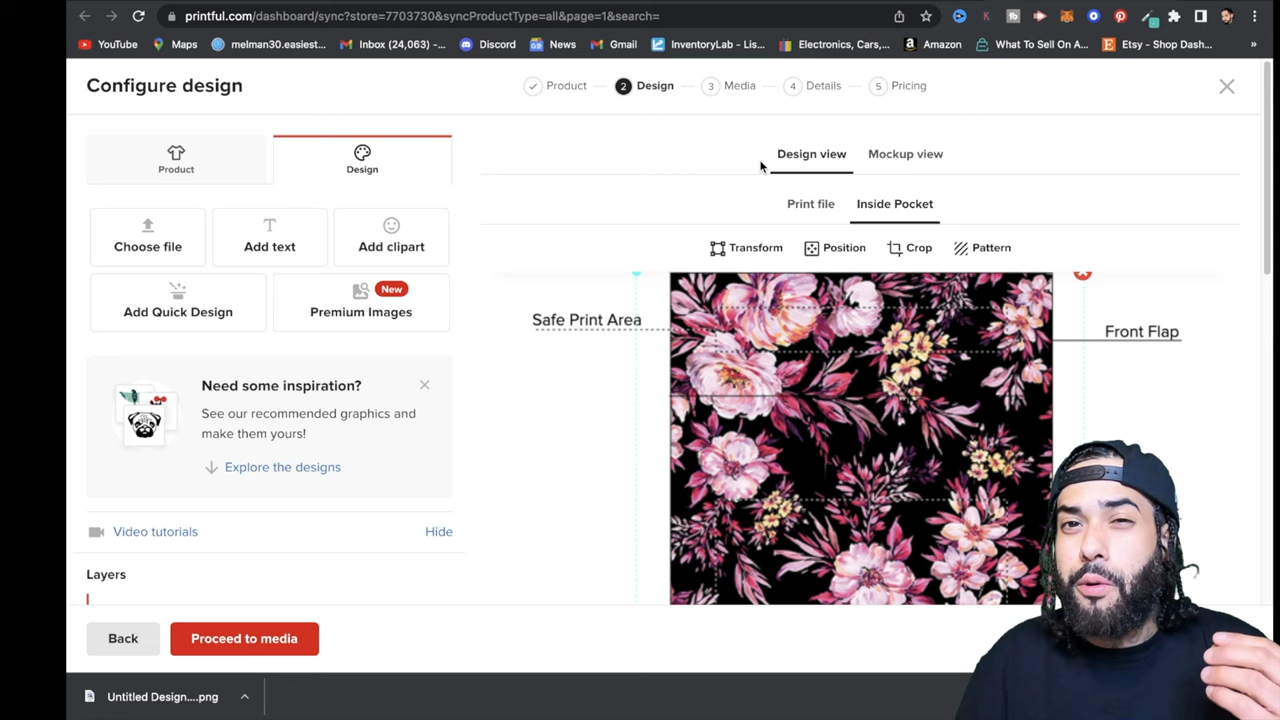 printful.com/dashboard/sync?store=7703730&syncProductType=all&page=1&search=
YouTube
Maps
melman30.easiest...
Inbox (24,063) –...
Discord
News
Gmail
InventoryLab - Lis...
Electronics, Cars,...
Amazon
What To Sell On A...
Etsy - Shop Dash...
»
Configure design
Product
2 Design
3 Media
4 Details
5 Pricing
Product
Design
Design view
Mockup view
Print file
Inside Pocket
Choose file
Add text
Add clipart
Transform
Position
Crop
Pattern
New
Add Quick Design
Premium Images
Safe Print Area
Front Flap
Need some inspiration?
See our recommended graphics and
make them yours!
Explore the designs
Video tutorials
Hide
Layers
Back
Proceed to media
Untitled Design....png